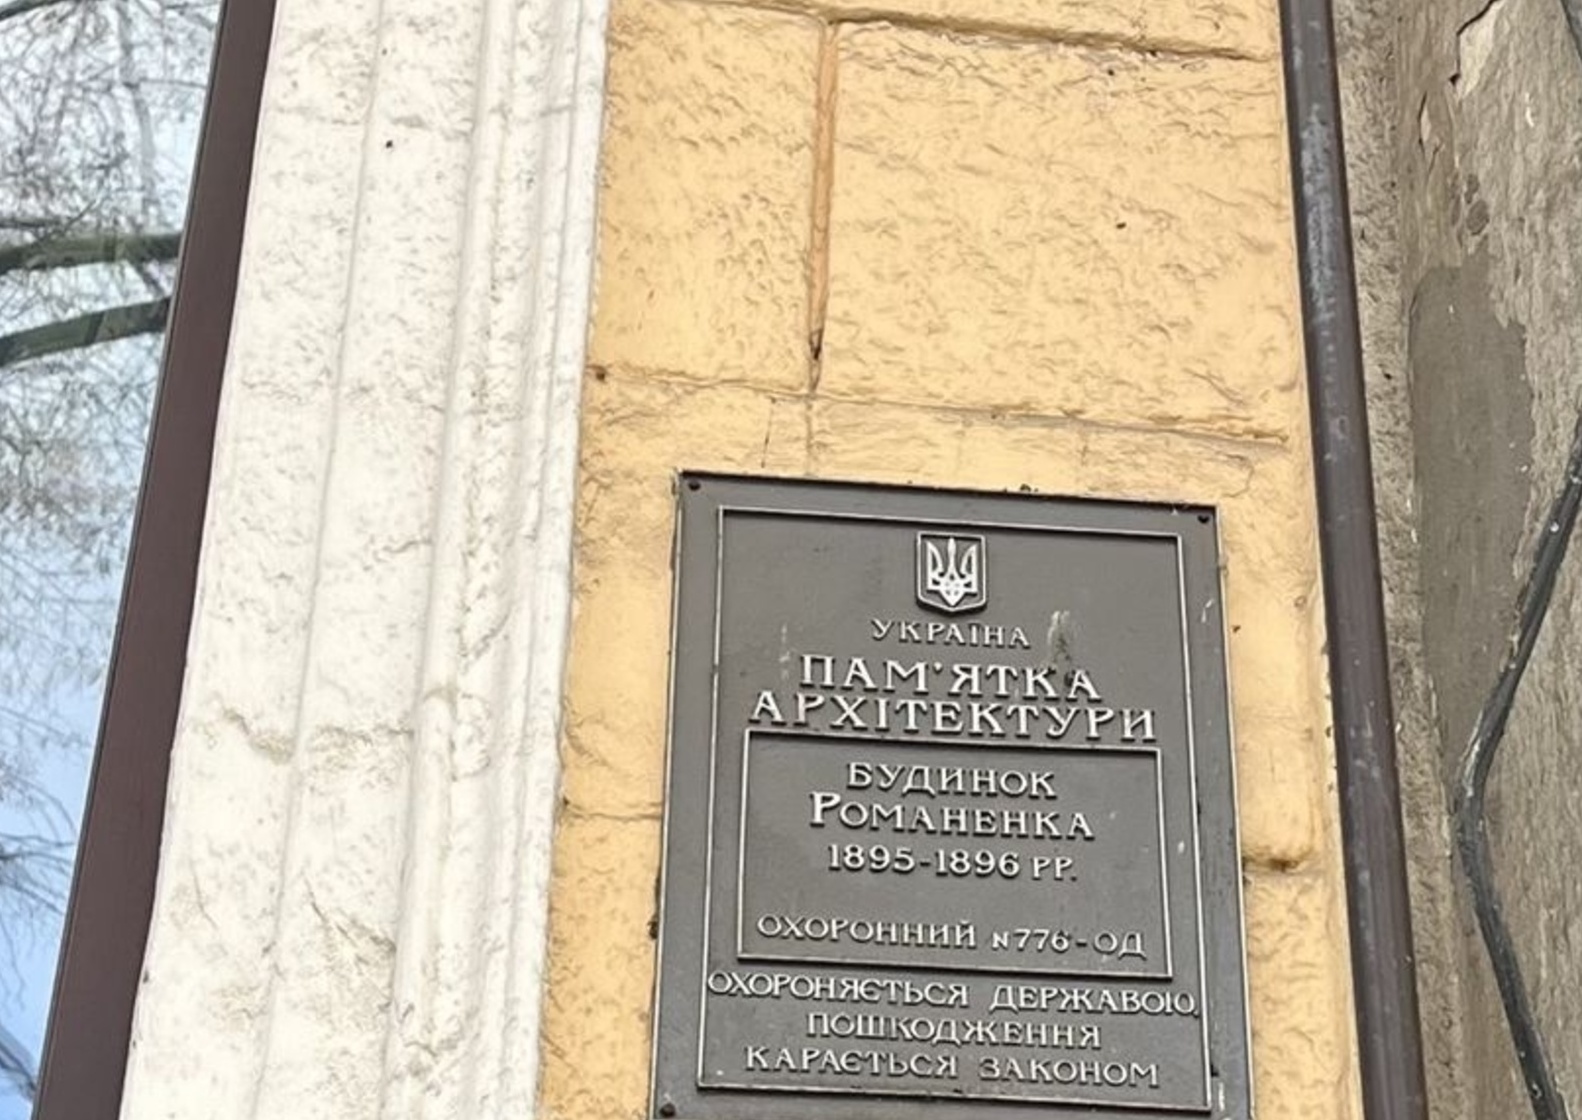 УКРАЇНА
ПАМ'ЯТКА
АРХІТЕКТУРИ
БУДИНОК
РОМАНЕНКА
1895-1896 РР.
ОХОРОННИЙ №776-ОД
ОХОРОНЯЄТЬСЯ ДЕРЖАВОЮ,
ПОШКОДЖЕННЯ
КАРАЄТЬСЯ ЗАКОНОМ